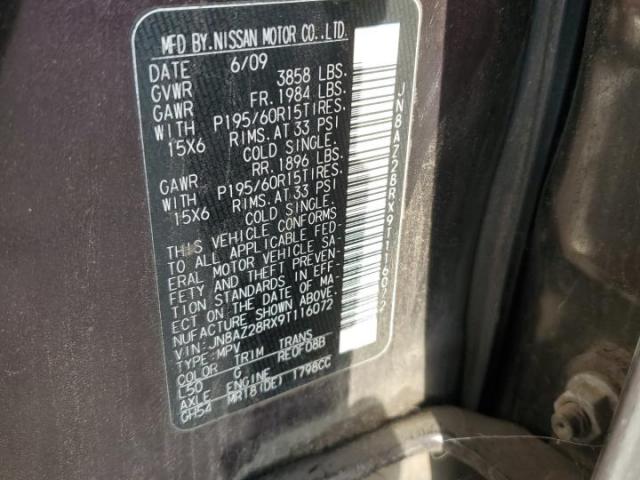 MFD BY.NISSAN MOTOR CO.,LTD.
DATE 6/09
GVWR 3858 LBS.
GAWR FR. 1984 LBS.
WITH P195/60R15TIRES.
15X6 RIMS. AT 33 PSI
COLD SINGLE.
GAWR RR. 1896 LBS.
WITH P195/60R15TIRES.
15X6 RIMS. AT 33 PSI
COLD SINGLE.
THIS VEHICLE CONFORMS
TO ALL APPLICABLE FED-
ERAL MOTOR VEHICLE SA-
FETY AND THEFT PREVEN-
TION STANDARDS IN EFF-
ECT ON THE DATE OF MA-
NUFACTURE SHOWN ABOVE.
VIN: JN8AZ28RX9T116072
TYPE: MPV
COLOR TRIM TRANS
L50 G RE0F08B
AXLE ENGINE
GH54 MR18(DE) 1798CC
JN8AZ28RX9T116072